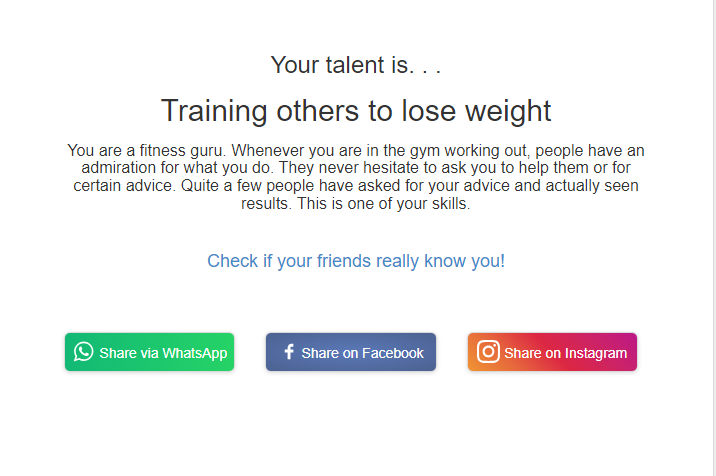 Your talent is. . .
Training others to lose weight
You are a fitness guru. Whenever you are in the gym working out, people have an
admiration for what you do. They never hesitate to ask you to help them or for
certain advice. Quite a few people have asked for your advice and actually seen
results. This is one of your skills.
Check if your friends really know you!
Share via WhatsApp
Share on Facebook
Share on Instagram